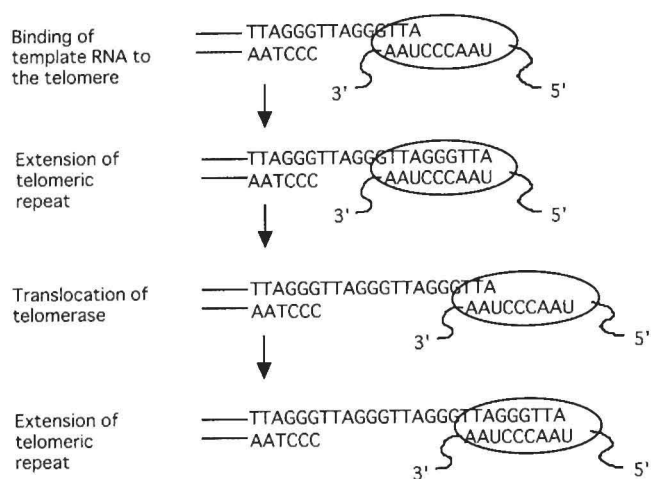 Binding of
template RNA to
the telomere
TTAGGGTTAGGGTTA
AATCCC
AAUCCCAAU
3'
5'
Extension of
telomeric
repeat
TTAGGGTTAGGGTTAGGGTTA
AATCCC
AAUCCCAAU
3'
5'
Translocation of
telomerase
TTAGGGTTAGGGTTAGGGTTA
AATCCC
AAUCCCAAU
3'
5'
Extension of
telomeric
repeat
TTAGGGTTAGGGTTAGGGTTAGGGTTA
AATCCC
AAUCCCAAU
3'
5'